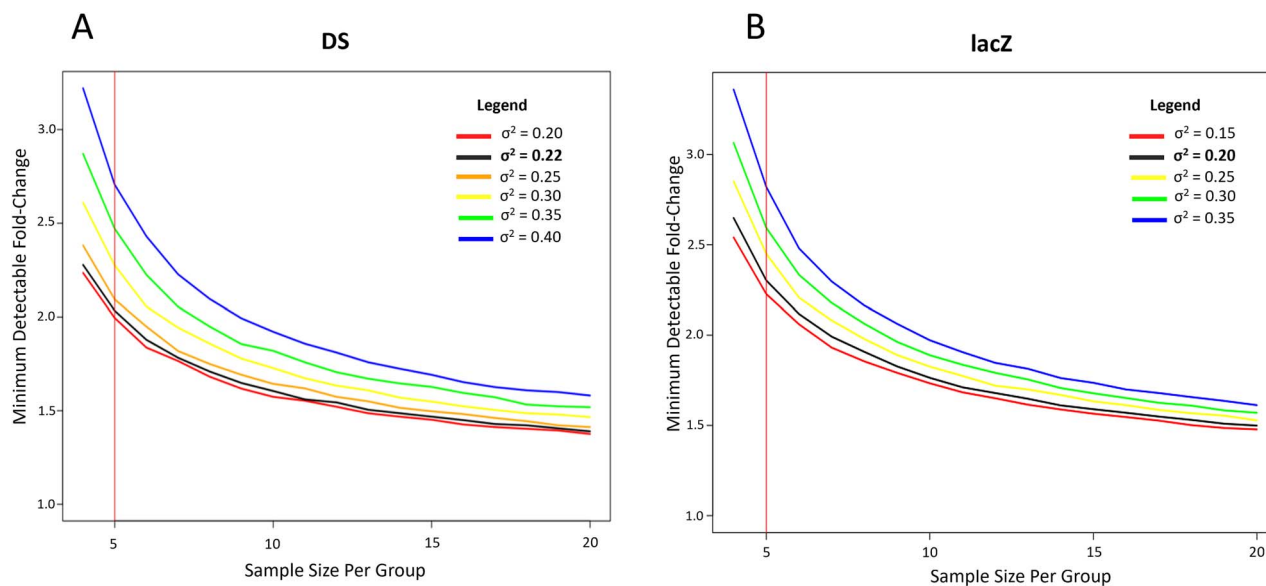 A
DS
Minimum Detectable Fold-Change
3.0
2.5
2.0
1.5
1.0
Legend
σ² = 0.20
σ² = 0.22
σ² = 0.25
σ² = 0.30
σ² = 0.35
σ² = 0.40
5
10
15
20
Sample Size Per Group
B
lacZ
Minimum Detectable Fold-Change
3.0
2.5
2.0
1.5
1.0
Legend
σ² = 0.15
σ² = 0.20
σ² = 0.25
σ² = 0.30
σ² = 0.35
5
10
15
20
Sample Size Per Group